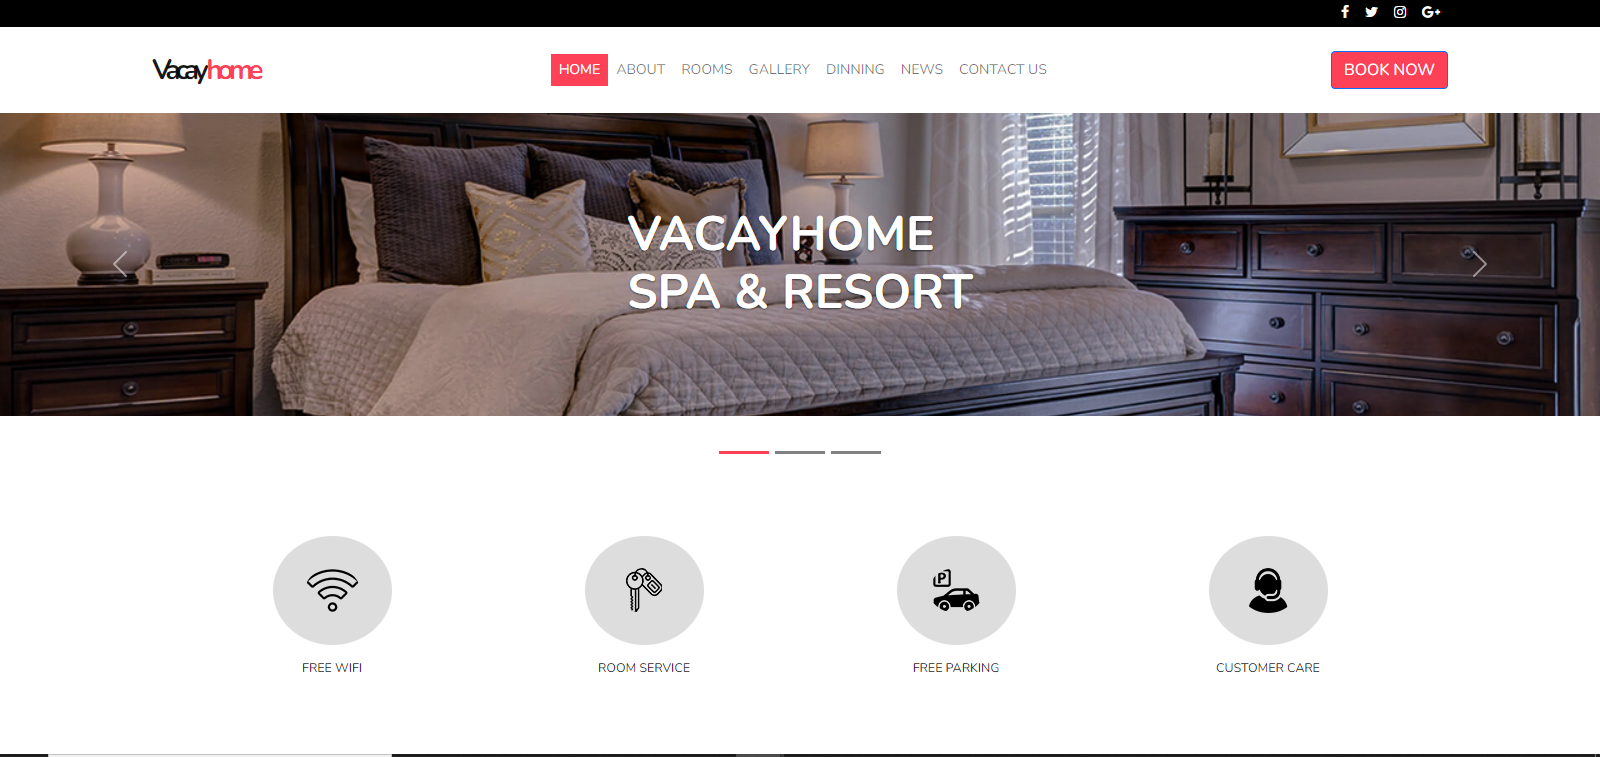 Vacayhome
HOME ABOUT ROOMS GALLERY DINNING NEWS CONTACT US
BOOK NOW
VACAYHOME
SPA & RESORT
P
FREE WIFI
ROOM SERVICE
FREE PARKING
CUSTOMER CARE